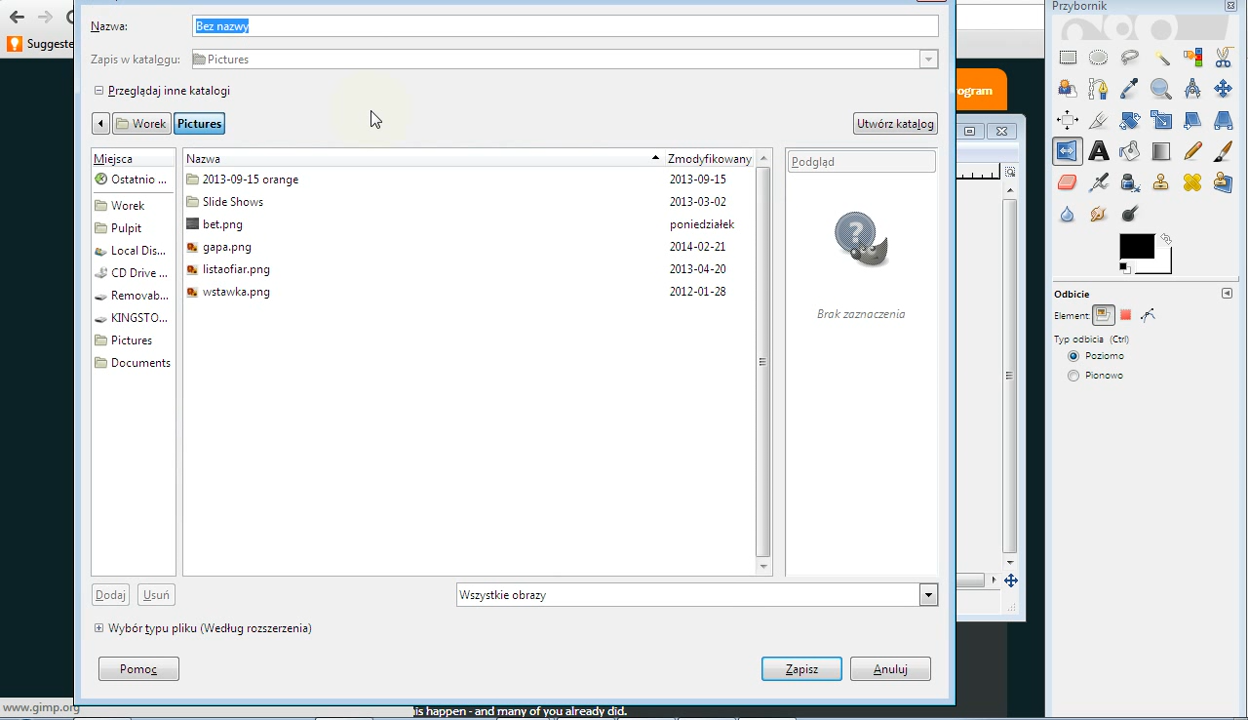 Suggeste
Nazwa:
Bez nazwy
Zapis w katalogu:
Pictures
Przeglądaj inne katalogi
Worek
Pictures
Utwórz katalog
Miejsca
Ostatnio ...
Worek
Pulpit
Local Dis...
CD Drive ...
Removab...
KINGSTO...
Pictures
Documents
Nazwa
Zmodyfikowany
2013-09-15 orange
2013-09-15
Slide Shows
2013-03-02
bet.png
poniedziałek
gapa.png
2014-02-21
listaofiar.png
2013-04-20
wstawka.png
2012-01-28
Podgląd
Brak zaznaczenia
Dodaj
Usuń
Wszystkie obrazy
Wybór typu pliku (Według rozszerzenia)
Pomoc
Zapisz
Anuluj
ogram
Przybornik
Odbicie
Element:
Typ odbicia (Ctrl)
Poziomo
Pionowo
www.gimp.org
his happen - and many of you already did.